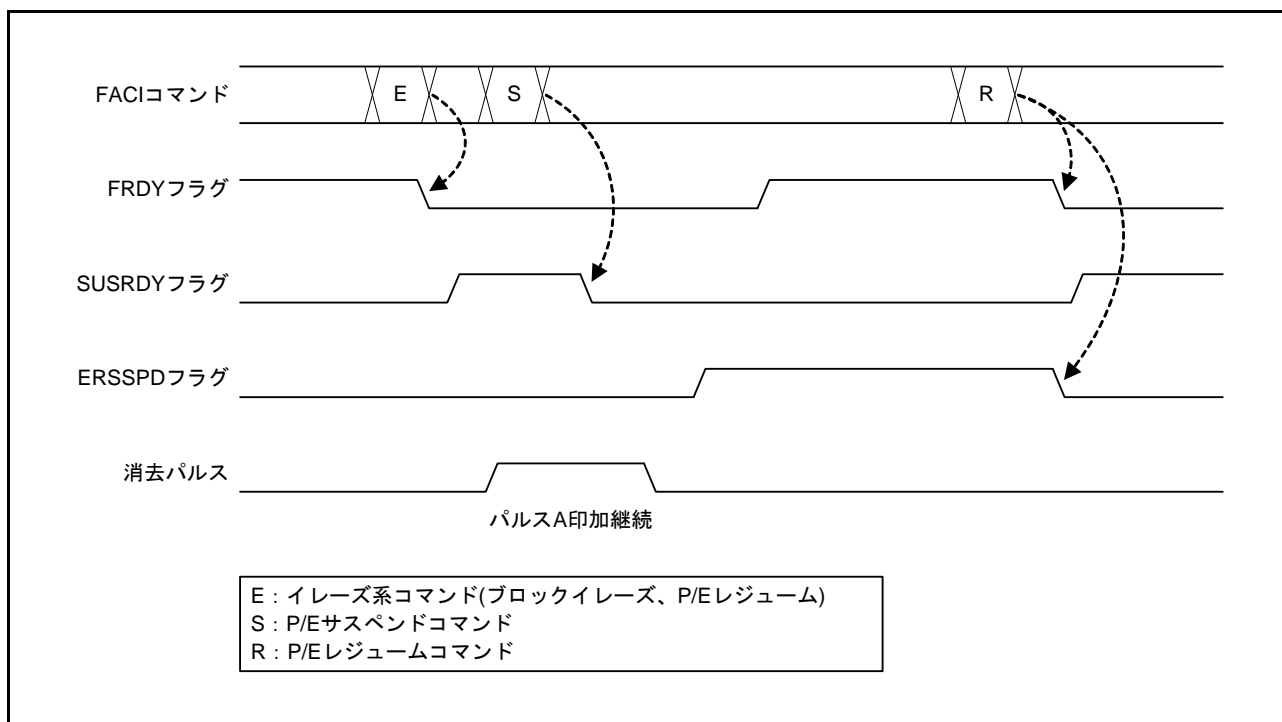 FACIコマンド
E
S
R
FRDYフラグ
SUSRDYフラグ
ERSSPDフラグ
消去パルス
パルスA印加継続
E：イレーズ系コマンド(ブロックイレーズ、P/Eレジューム)
S：P/Eサスペンドコマンド
R：P/Eレジュームコマンド